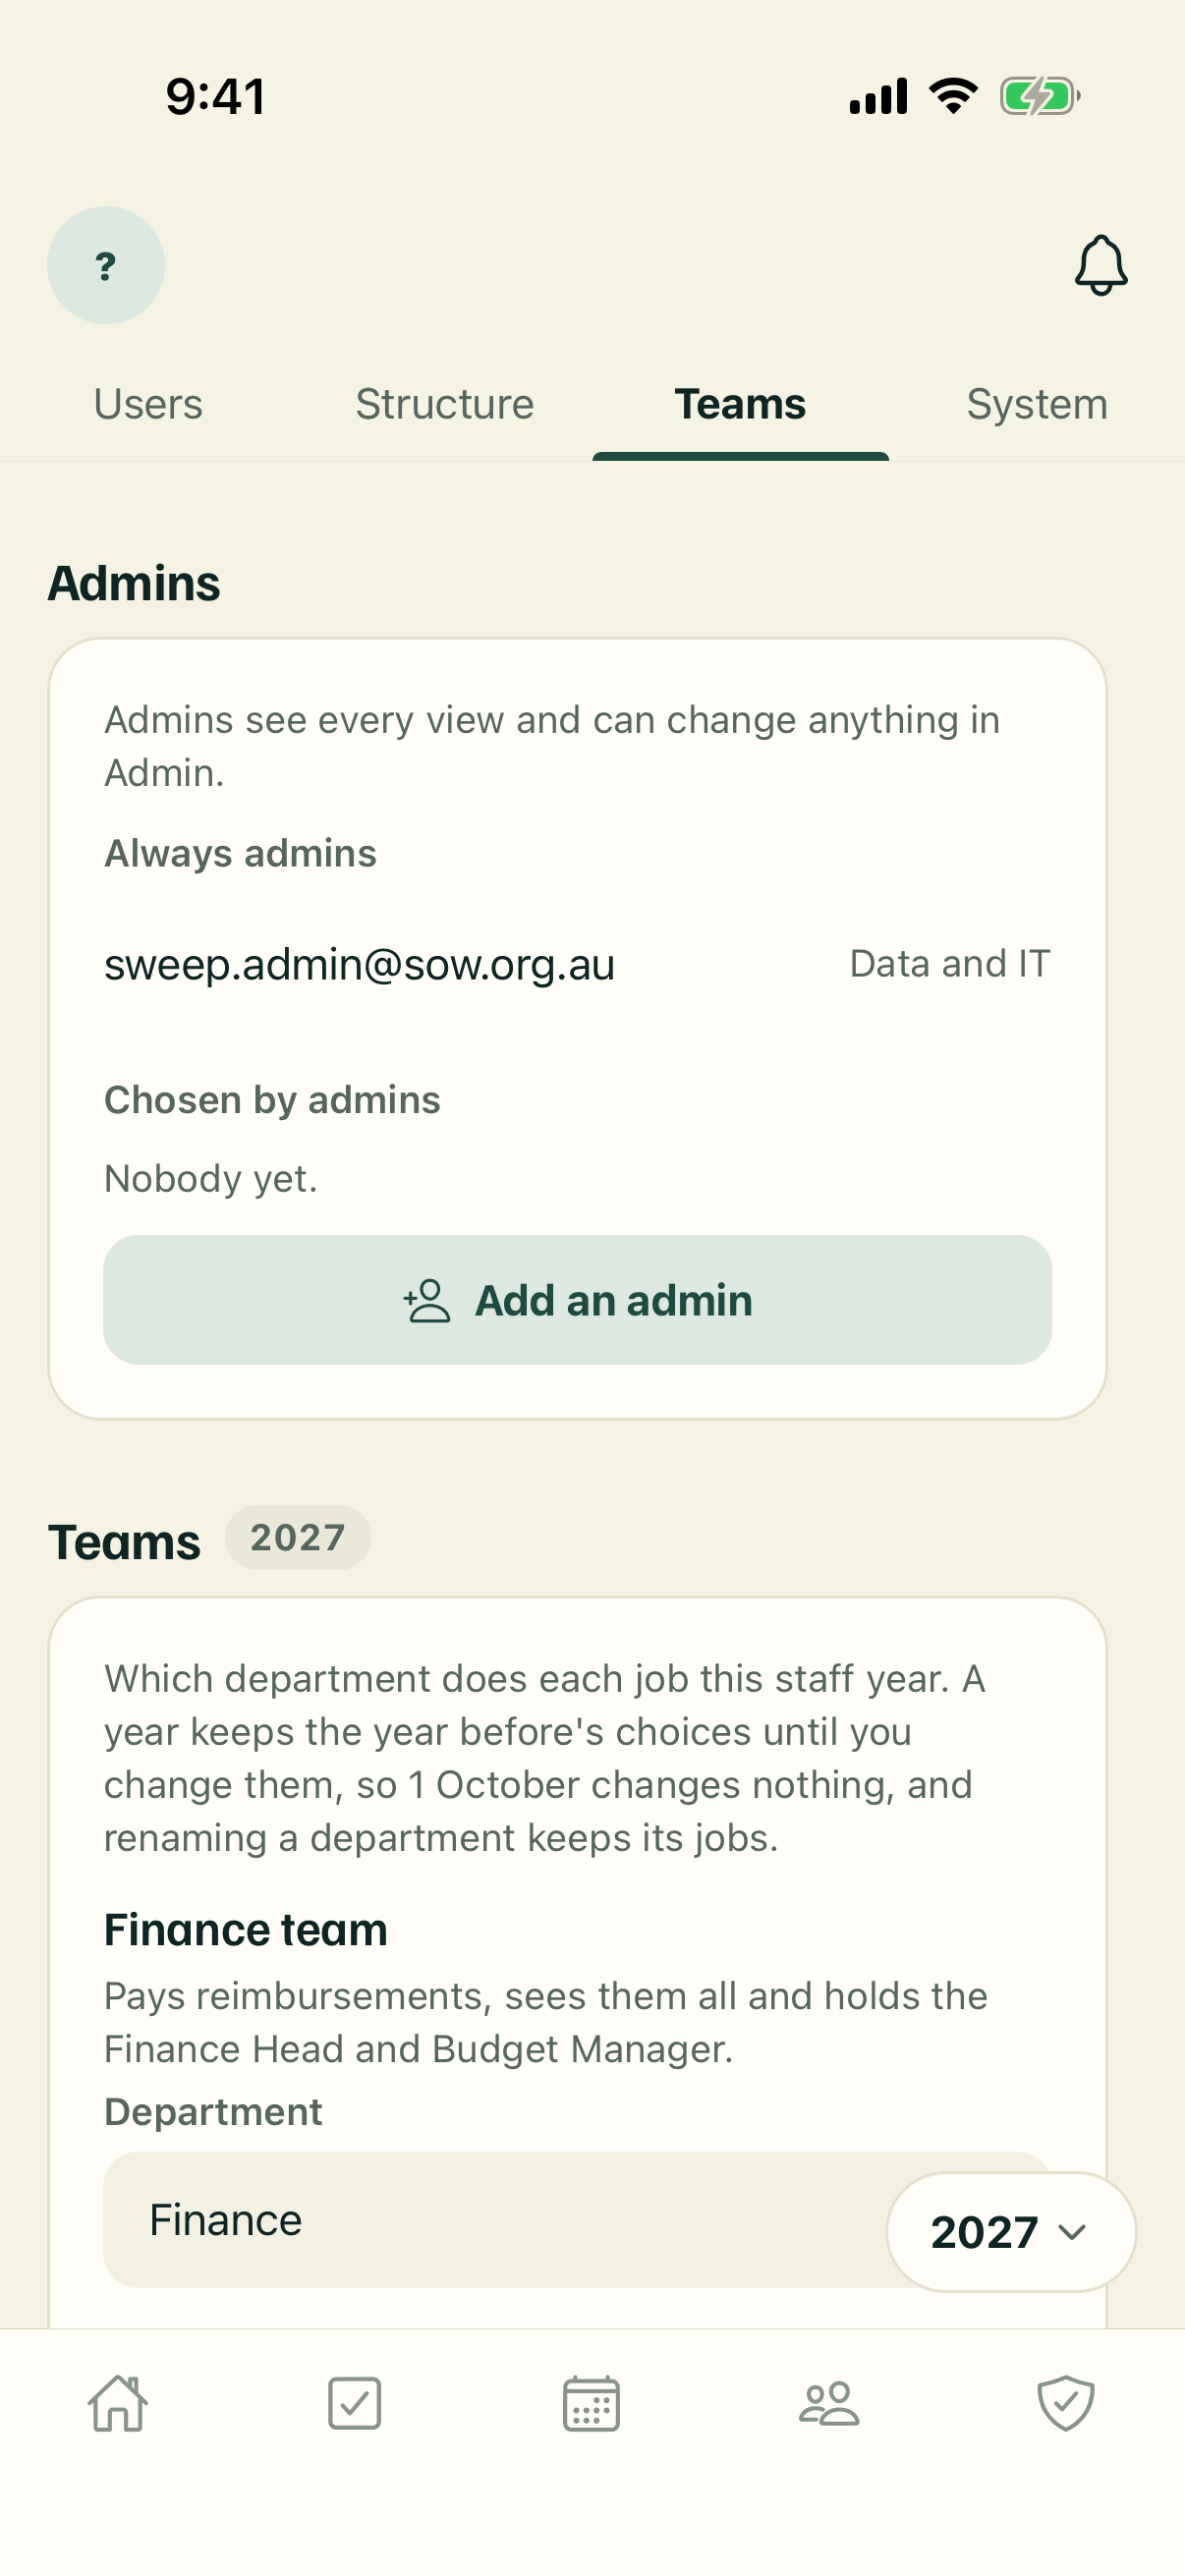 9:41
?
Users Structure Teams System
Admins
Admins see every view and can change anything in
Admin.
Always admins
sweep.admin@sow.org.au Data and IT
Chosen by admins
Nobody yet.
Add an admin
Teams 2027
Which department does each job this staff year. A
year keeps the year before's choices until you
change them, so 1 October changes nothing, and
renaming a department keeps its jobs.
Finance team
Pays reimbursements, sees them all and holds the
Finance Head and Budget Manager.
Department
Finance
2027